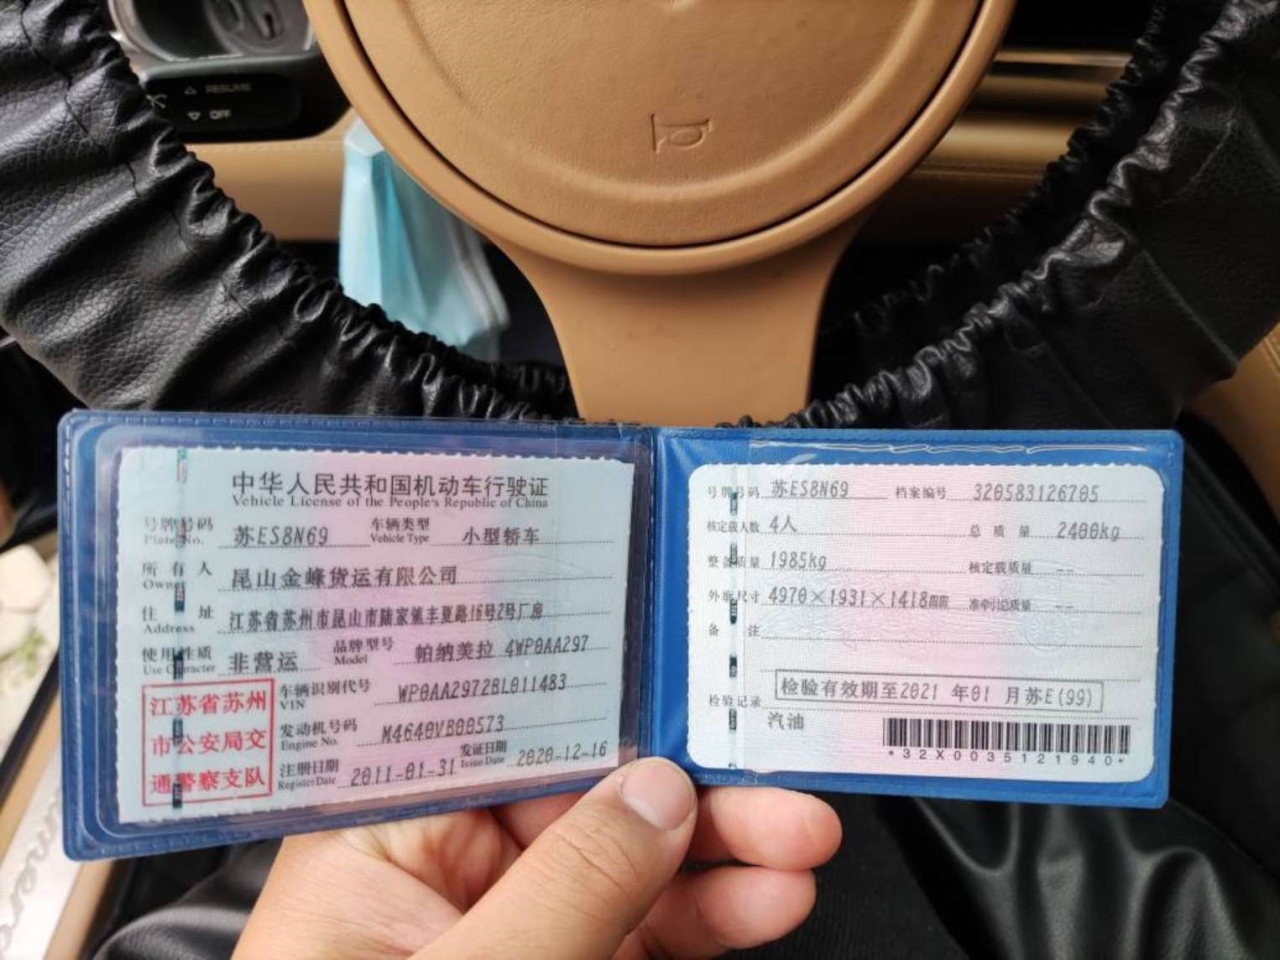 RESUME
OFF
中华人民共和国机动车行驶证
Vehicle License of the People's Republic of China
号牌号码 苏ES8N69 车辆类型 小型轿车
Plate No. Vehicle Type
所有人 昆山金峰货运有限公司
Owner
住址 江苏省苏州市昆山市陆家镇丰夏路16号2号厂房
Address
使用性质 非营运 品牌型号 帕纳美拉 4WP0AA297
Use Character Model
江苏省苏州
市公安局交
通警察支队
车辆识别代号 WP0AA2972BL011483
VIN
发动机号码 M4640VB00573
Engine No.
注册日期 2011-01-31 发证日期 2020-12-16
Register Date Issue Date
号牌号码 苏ES8N69 档案编号 320583126705
核定载人数 4人 总质量 2400kg
整备质量 1985kg 核定载质量 --
外廓尺寸 4970×1931×1418mm 准牵引总质量 --
备注
检验记录 检验有效期至2021 年01 月苏E(99)
汽油
*32X0035121940*